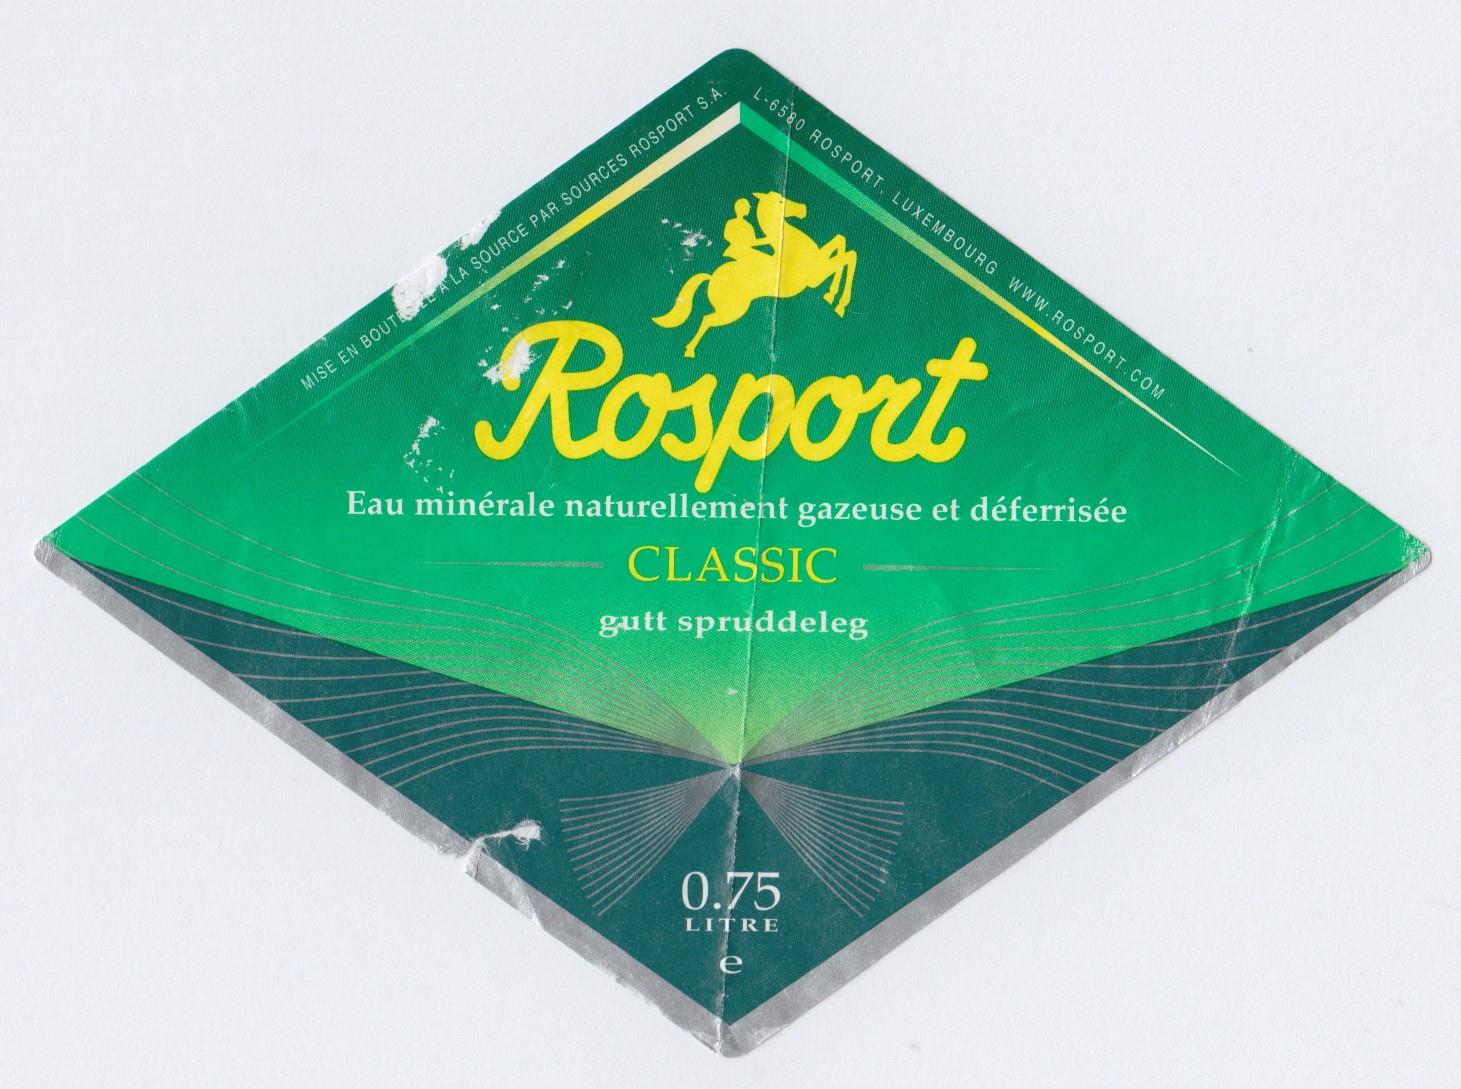 MISE EN BOUTEILLE A LA SOURCE PAR SOURCES ROSPORT S.A.
L-6580 ROSPORT, LUXEMBOURG WWW.ROSPORT.COM
Rosport
Eau minérale naturellement gazeuse et déferrisée
CLASSIC
gutt spruddeleg
0.75
LITRE
e